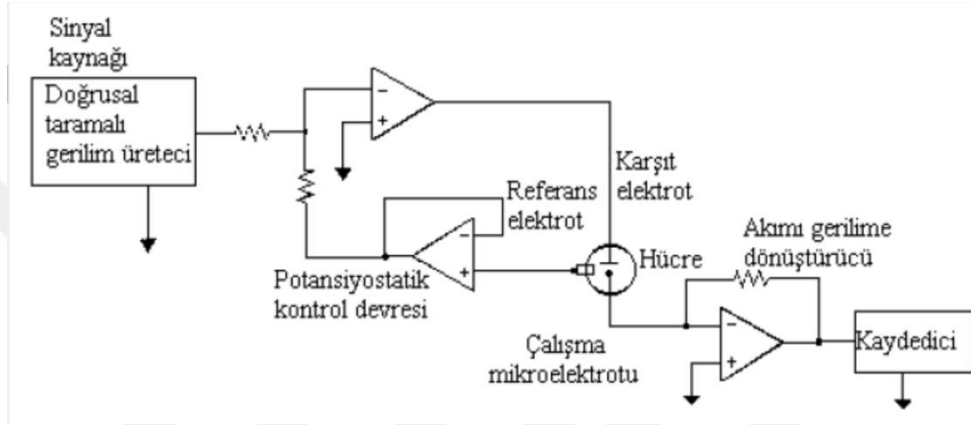 Sinyal
kaynağı
Doğrusal
taramalı
gerilim üreteci
−
+
Karşıt
elektrot
Referans
elektrot
−
+
Potansiyostatik
kontrol devresi
Hücre
Akımı gerilime
dönüştürücü
Çalışma
mikroelektrotu
−
+
Kaydedici